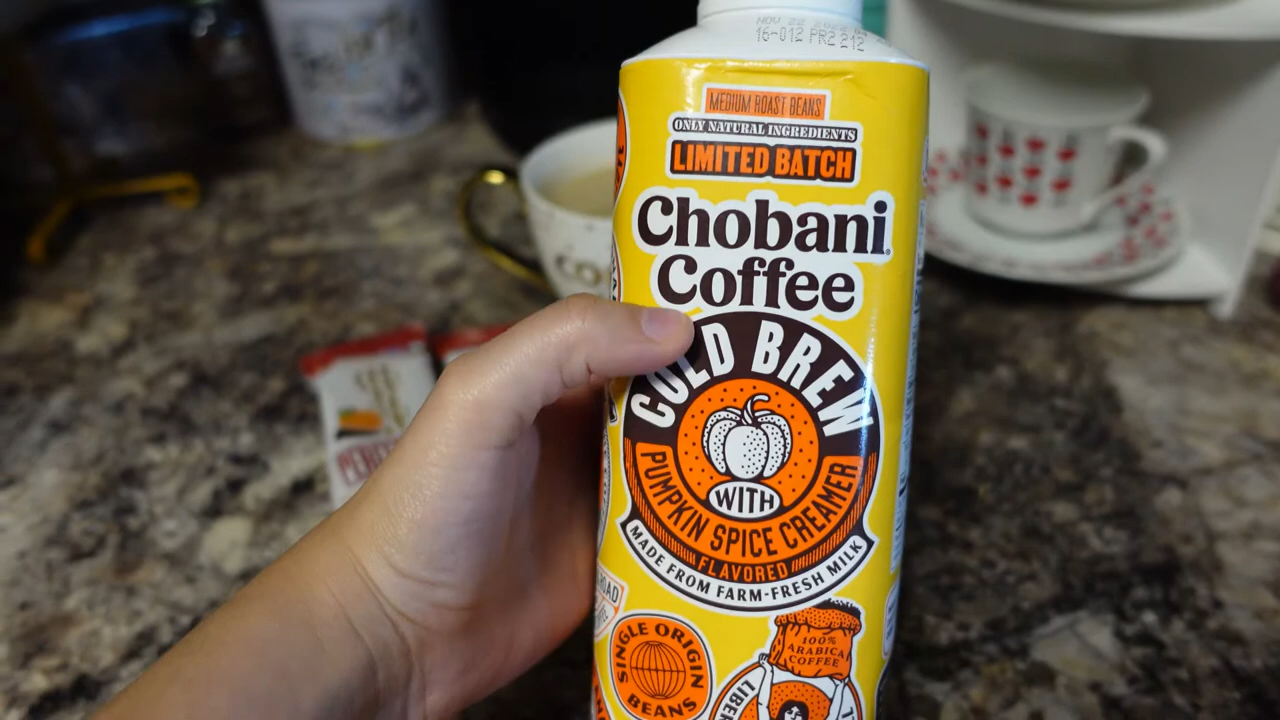 NOV 22
16-012 PR2 212
MEDIUM ROAST BEANS
ONLY NATURAL INGREDIENTS
LIMITED BATCH
Chobani
Coffee
COLD BREW
WITH
PUMPKIN SPICE CREAMER
FLAVORED
MADE FROM FARM-FRESH MILK
SINGLE ORIGIN
BEANS
100%
ARABICA
COFFEE